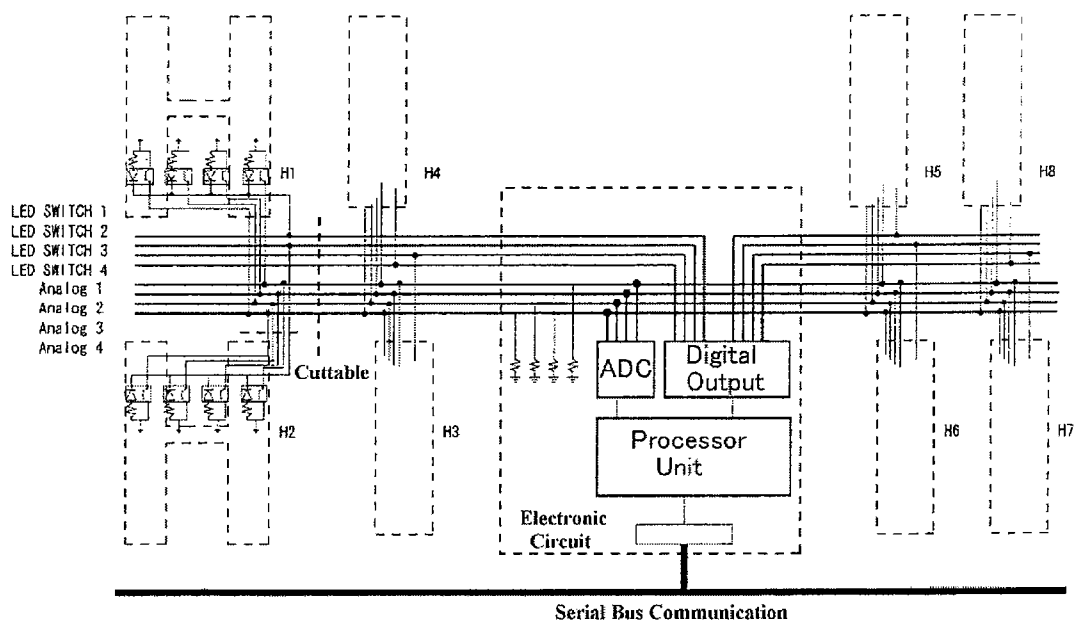 H1
H4
H5
H8
LED SWITCH 1
LED SWITCH 2
LED SWITCH 3
LED SWITCH 4
Analog 1
Analog 2
Analog 3
Analog 4
Cuttable
ADC
Digital
Output
H2
H3
H6
H7
Processor
Unit
Electronic
Circuit
Serial Bus Communication